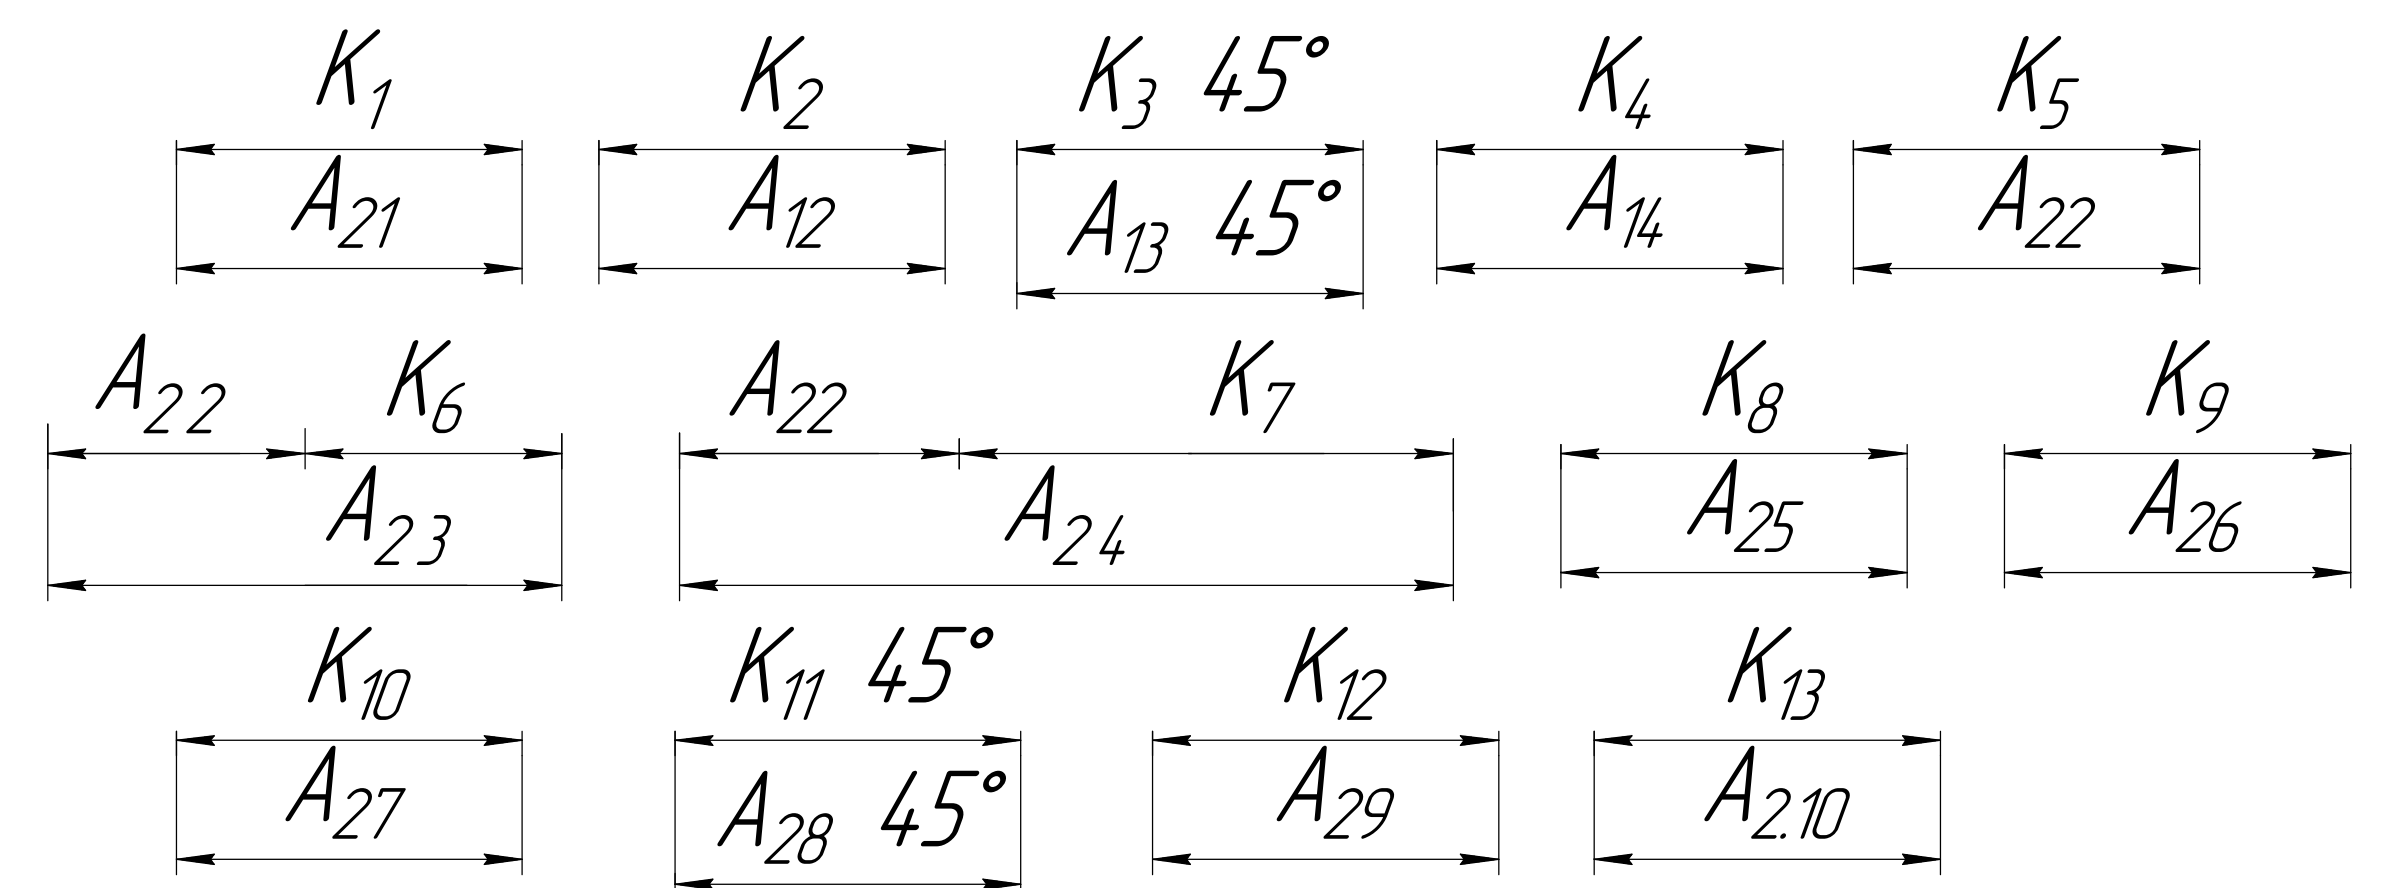 K1 K2 K3 45° K4 K5
A21 A12 A13 45° A14 A22
A22 K6 A22 K7 K8 K9
A23 A24 A25 A26
K10 K11 45° K12 K13
A27 A28 45° A29 A2.10